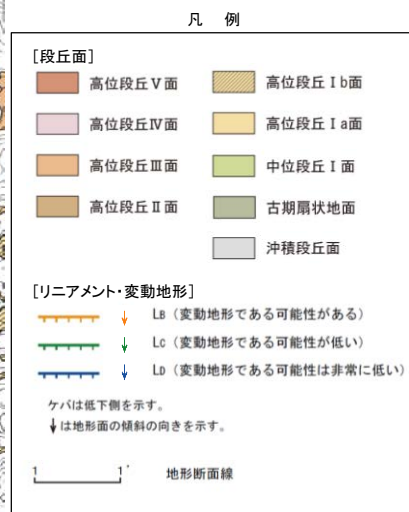 凡 例
[段丘面]
高位段丘Ⅴ面 高位段丘Ⅰb面
高位段丘Ⅳ面 高位段丘Ⅰa面
高位段丘Ⅲ面 中位段丘Ⅰ面
高位段丘Ⅱ面 古期扇状地面
沖積段丘面
[リニアメント・変動地形]
LB（変動地形である可能性がある）
LC（変動地形である可能性が低い）
LD（変動地形である可能性は非常に低い）
ケバは低下側を示す。
↓は地形面の傾斜の向きを示す。
1 1' 地形断面線